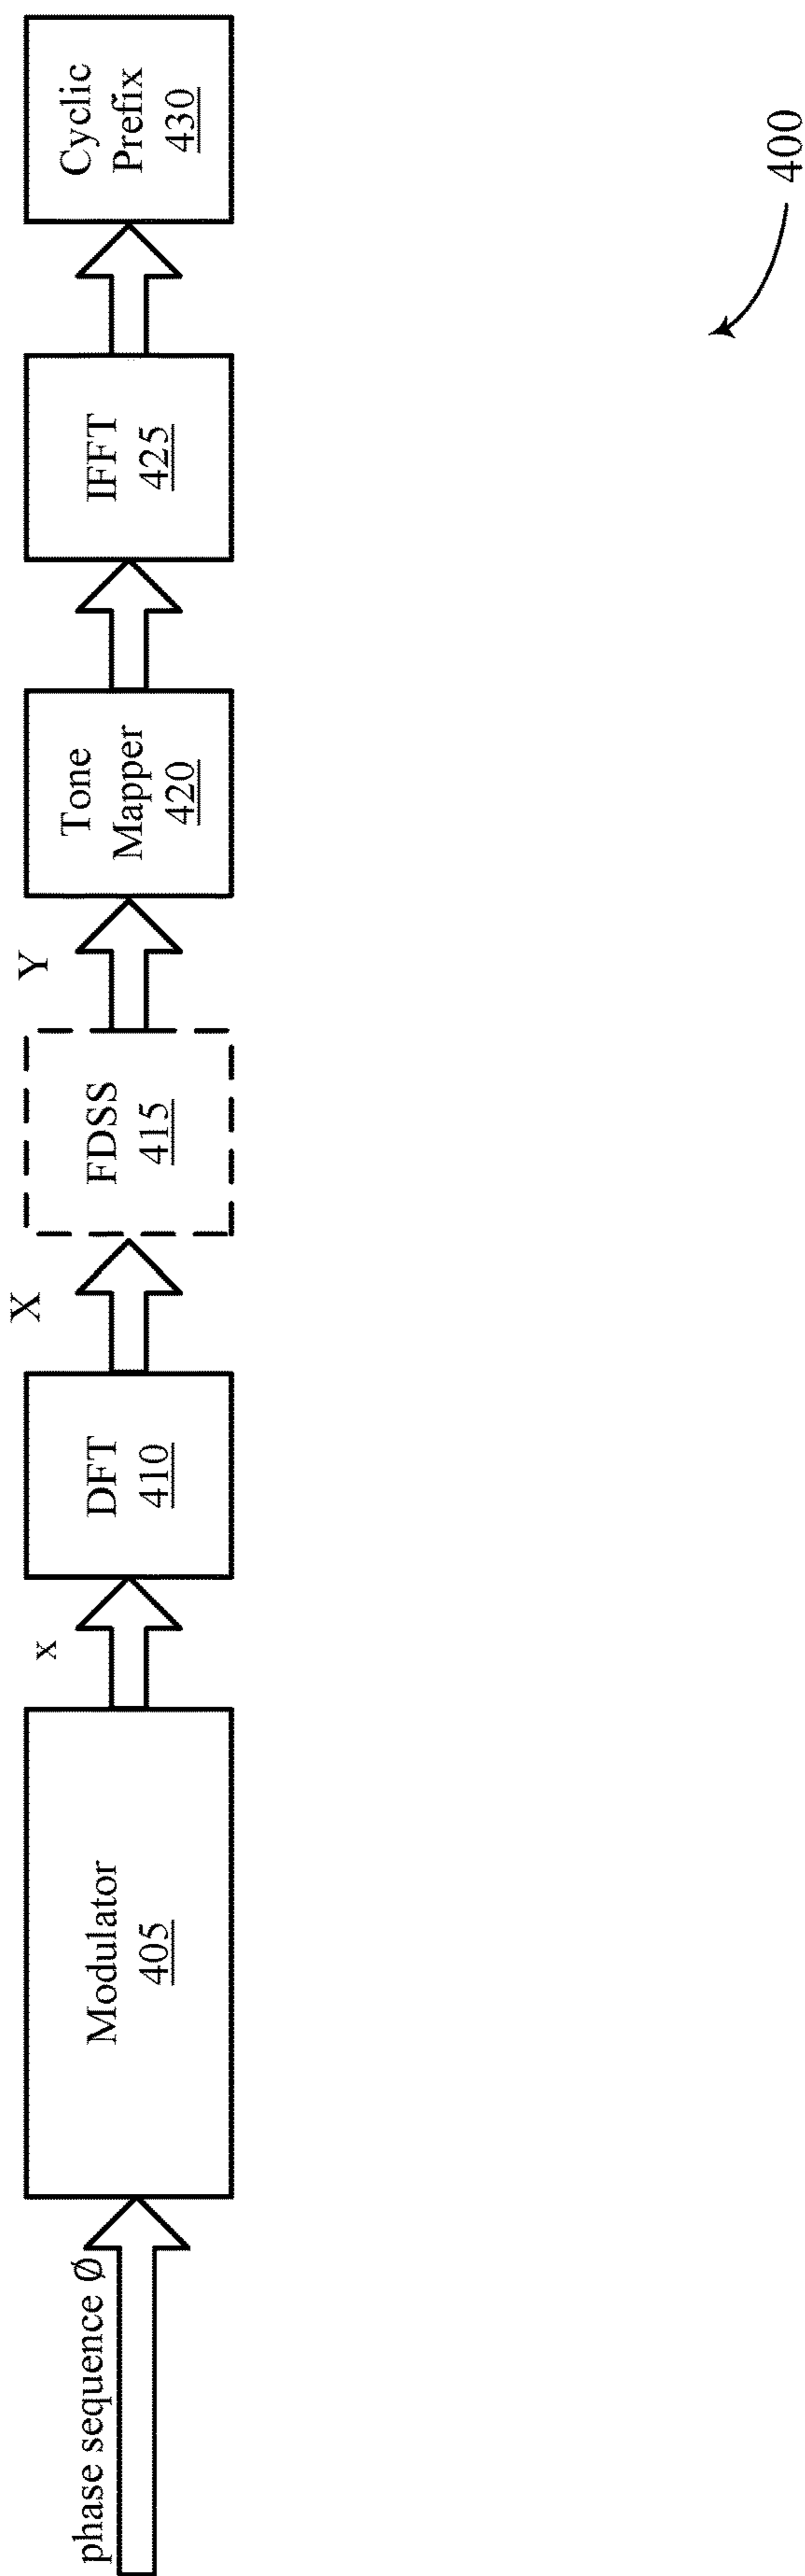 phase sequence Ø
Modulator
405
x
DFT
410
X
FDSS
415
Y
Tone
Mapper
420
IFFT
425
Cyclic
Prefix
430
400